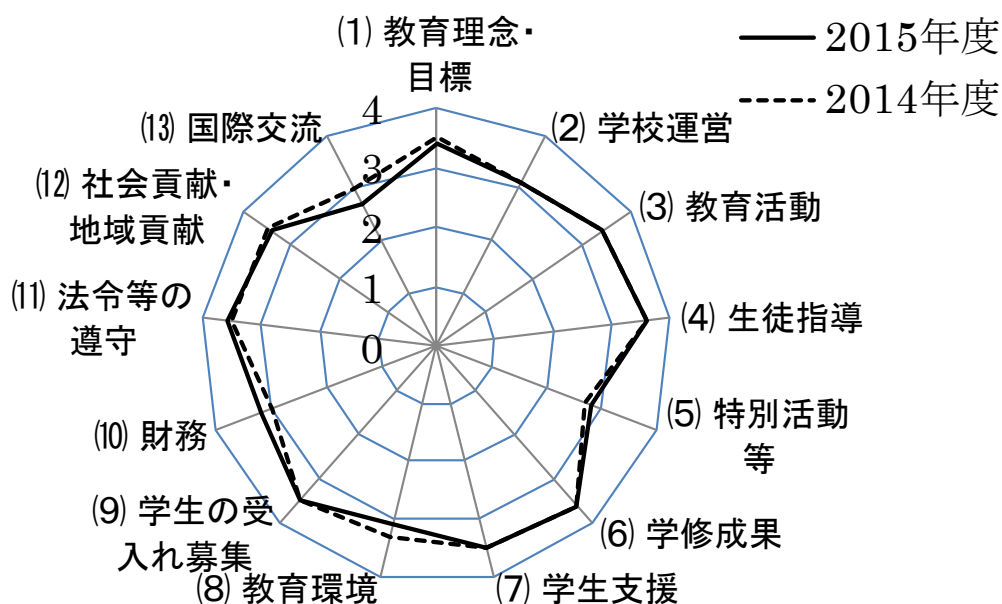 (1) 教育理念・
目標
2015年度
2014年度
(2) 学校運営
(3) 教育活動
(4) 生徒指導
(5) 特別活動
等
(6) 学修成果
(7) 学生支援
(8) 教育環境
(9) 学生の受
入れ募集
(10) 財務
(11) 法令等の
遵守
(12) 社会貢献・
地域貢献
(13) 国際交流
4
3
2
1
0